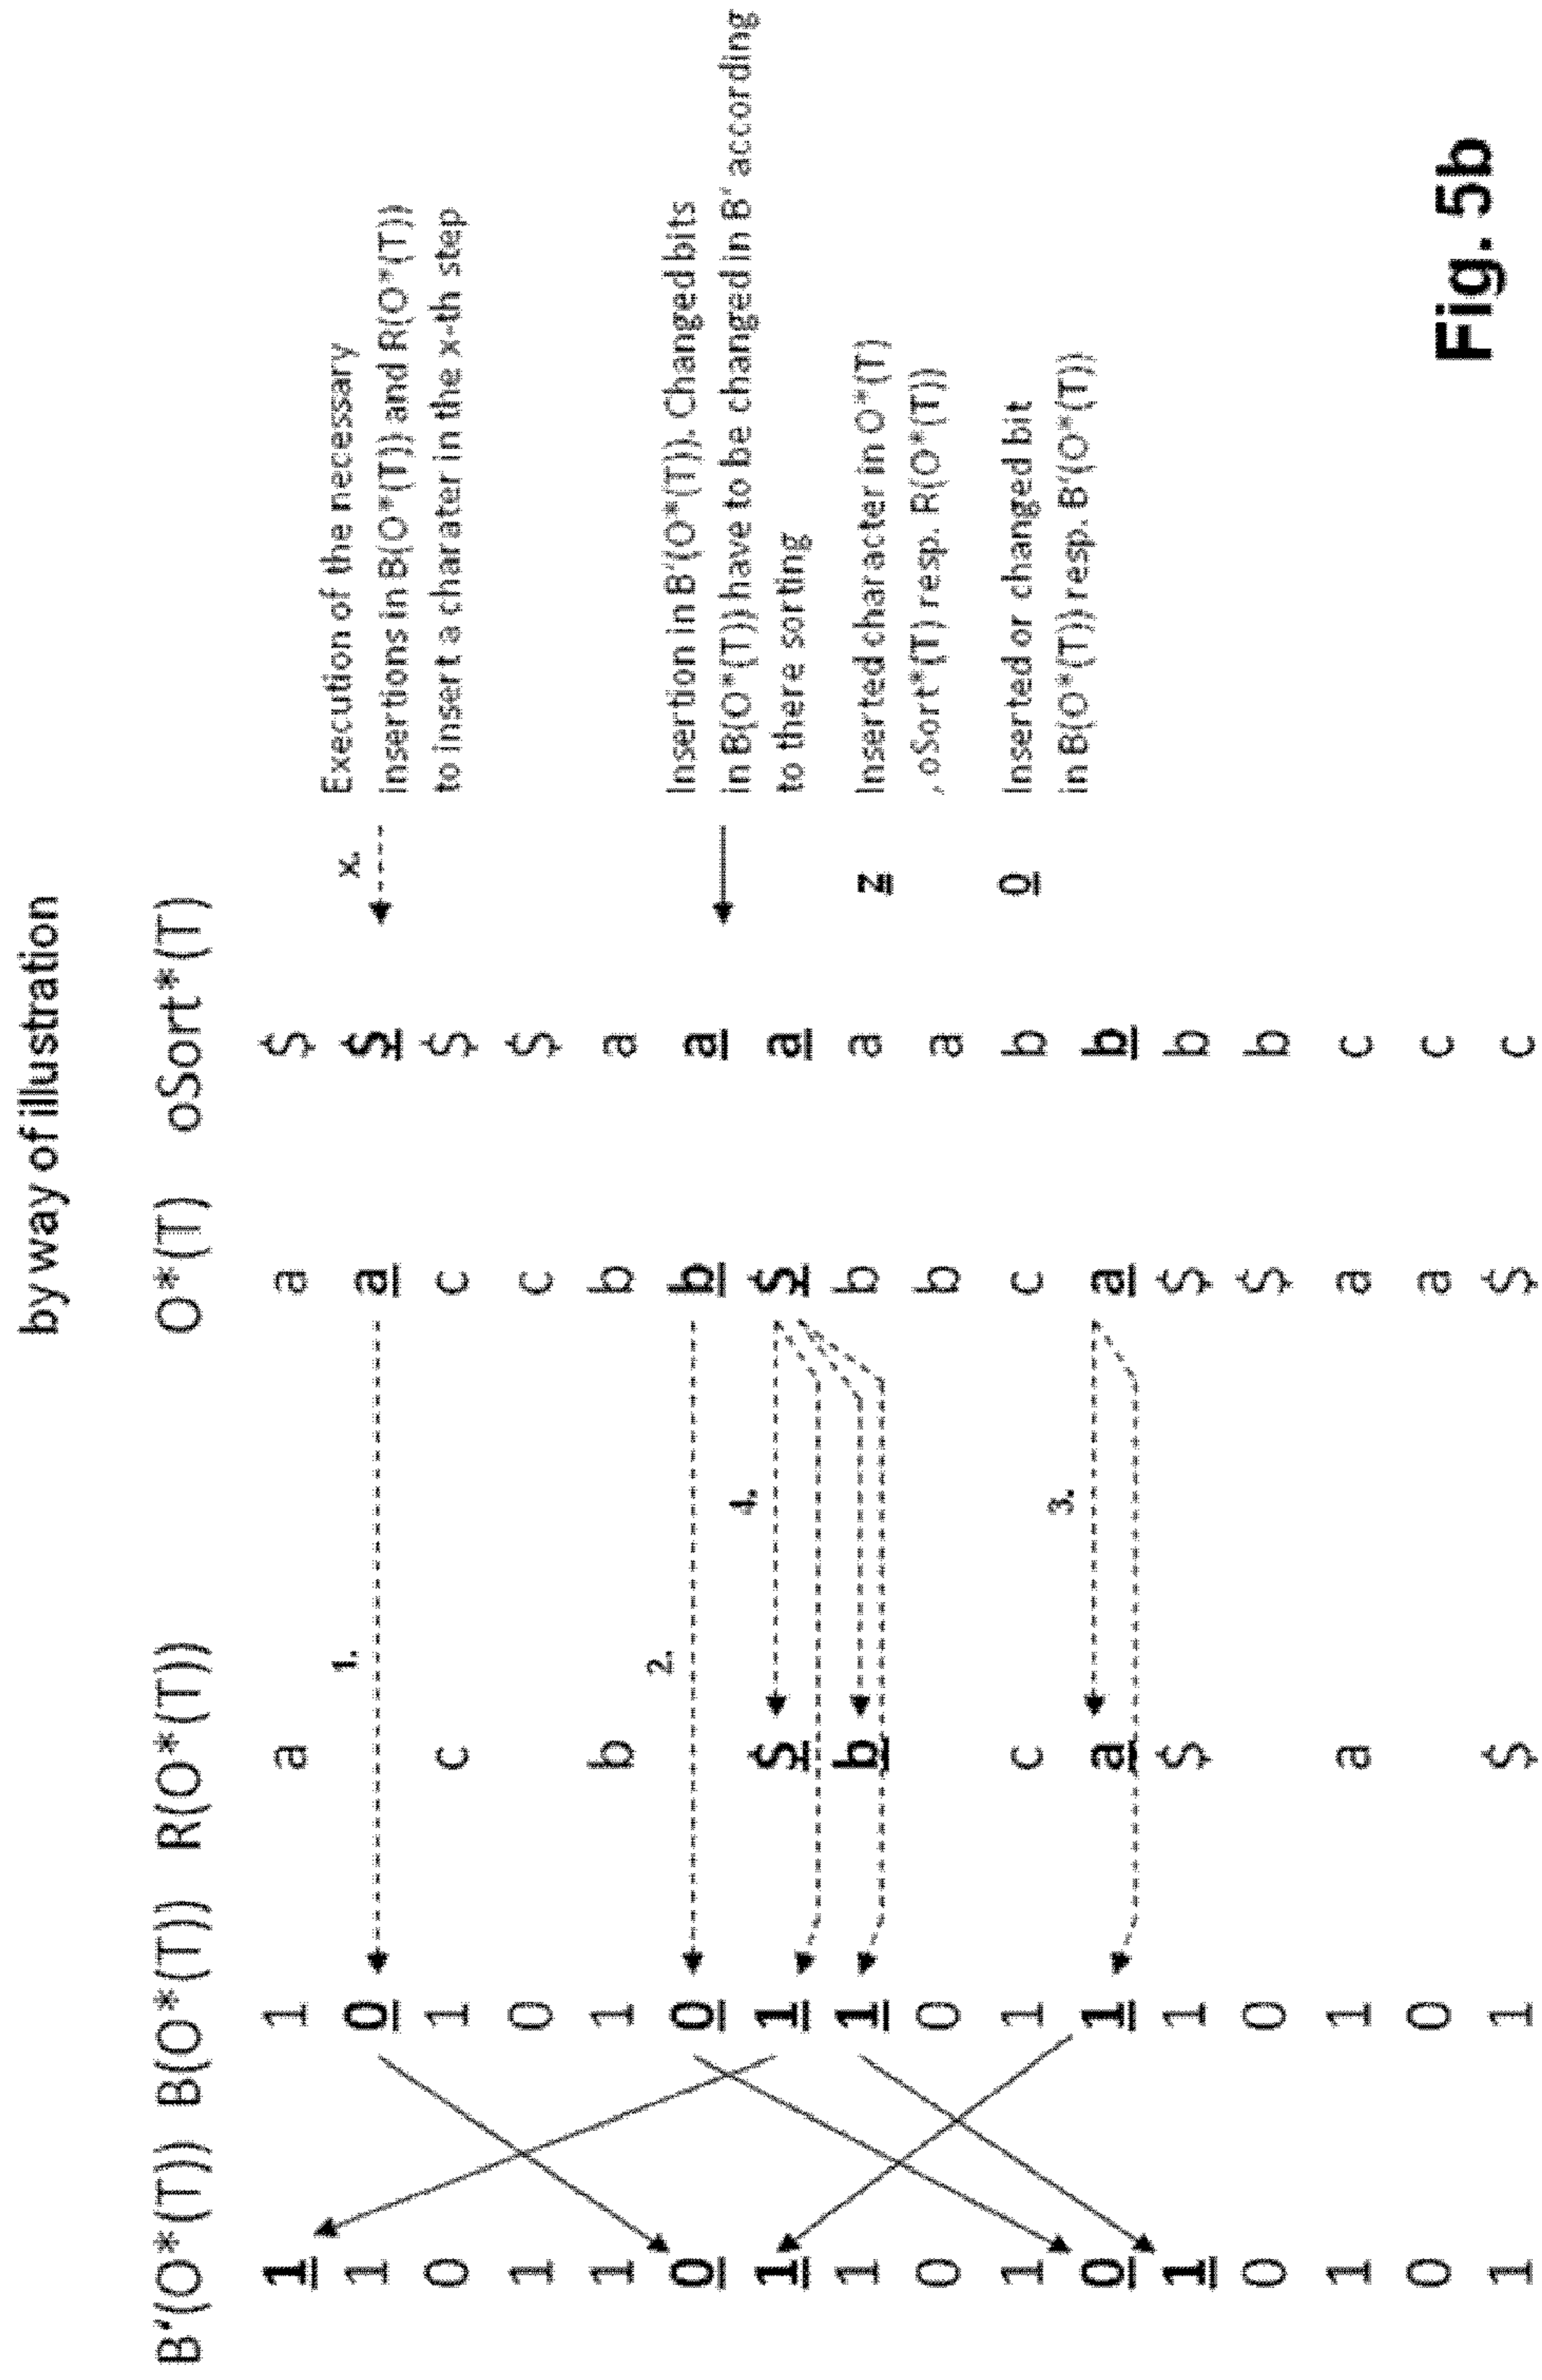 by way of illustration
B‘(O*(T)) B(O*(T)) R(O*(T)) O*(T) oSort*(T)
1 1 a a $
1 0 1. a $
0 1 c c $
1 0 c $
1 1 b b a
0 0 2. b a
1 1 $ 4. $ a
1 1 b b a
0 0 b a
1 1 c c b
0 1 a 3. a b
1 1 $ $ b
0 0 $ b
1 1 a a c
0 0 a c
1 1 $ $ c
x.
Execution of the necessary
insertions in B(O*(T)) and R(O*(T))
to insert a charater in the x-th step
Insertion in B‘(O*(T)). Changed bits
in B(O*(T)) have to be changed in B‘ according
to there sorting
z Inserted character in O*(T)
, oSort*(T) resp. R(O*(T))
0 Inserted or changed bit
in B(O*(T)) resp. B‘(O*(T))
Fig. 5b